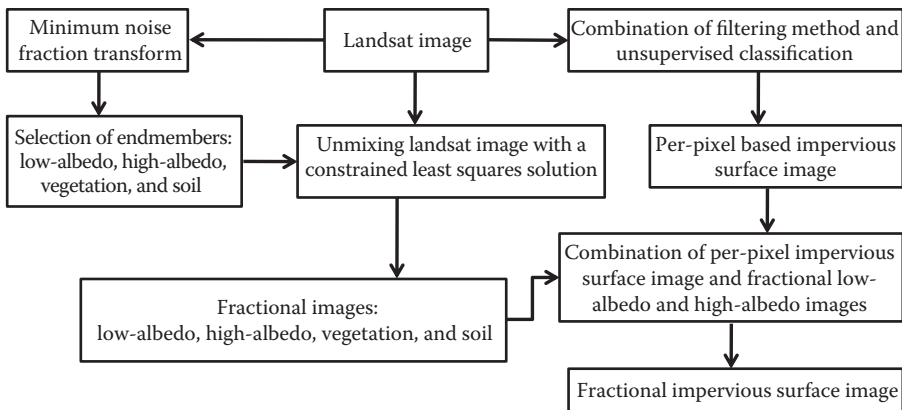 Minimum noise
fraction transform
Landsat image
Combination of filtering method and
unsupervised classification
Selection of endmembers:
low-albedo, high-albedo,
vegetation, and soil
Unmixing landsat image with a
constrained least squares solution
Per-pixel based impervious
surface image
Fractional images:
low-albedo, high-albedo, vegetation, and soil
Combination of per-pixel impervious
surface image and fractional low-
albedo and high-albedo images
Fractional impervious surface image